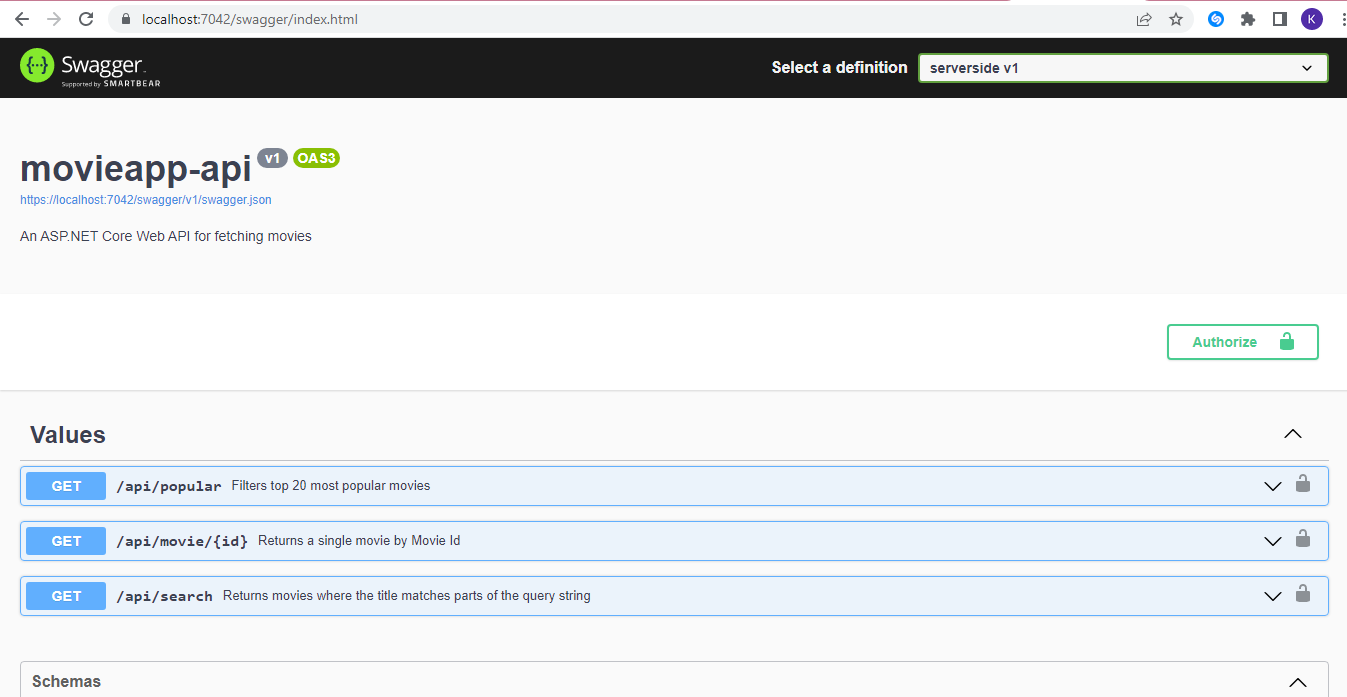 localhost:7042/swagger/index.html
K
{···} Swagger
Supported by SMARTBEAR
Select a definition
serverside v1
movieapp-api v1 OAS3
https://localhost:7042/swagger/v1/swagger.json
An ASP.NET Core Web API for fetching movies
Authorize
Values
GET /api/popular Filters top 20 most popular movies
GET /api/movie/{id} Returns a single movie by Movie Id
GET /api/search Returns movies where the title matches parts of the query string
Schemas